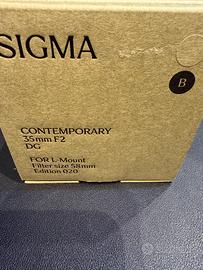 SIGMA
B
CONTEMPORARY
35mm F2
DG
FOR L-Mount
Filter size 58mm
Edition 020